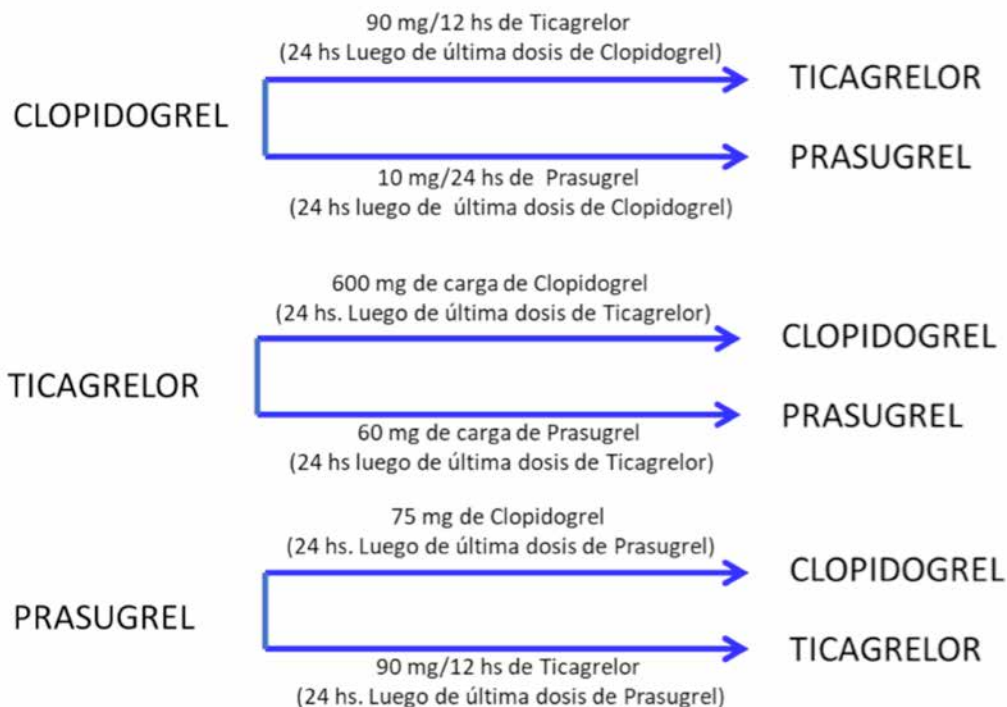 90 mg/12 hs de Ticagrelor
(24 hs Luego de última dosis de Clopidogrel)
TICAGRELOR
CLOPIDOGREL
PRASUGREL
10 mg/24 hs de Prasugrel
(24 hs luego de última dosis de Clopidogrel)
600 mg de carga de Clopidogrel
(24 hs. Luego de última dosis de Ticagrelor)
CLOPIDOGREL
TICAGRELOR
PRASUGREL
60 mg de carga de Prasugrel
(24 hs luego de última dosis de Ticagrelor)
75 mg de Clopidogrel
(24 hs. Luego de última dosis de Prasugrel)
CLOPIDOGREL
PRASUGREL
TICAGRELOR
90 mg/12 hs de Ticagrelor
(24 hs. Luego de última dosis de Prasugrel)